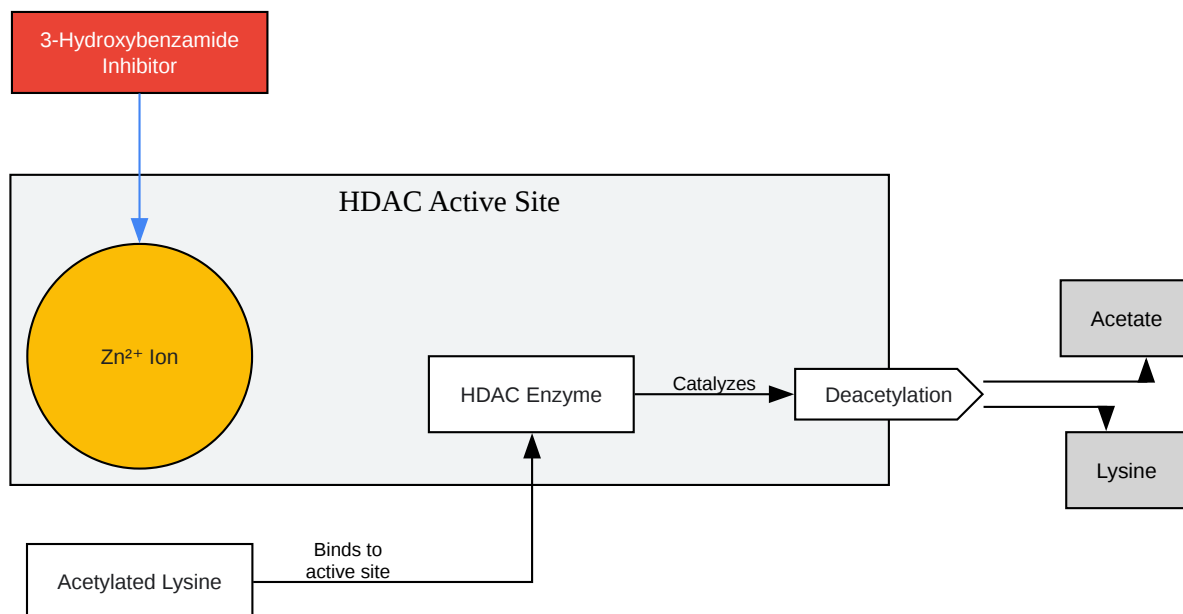 3-Hydroxybenzamide
Inhibitor
HDAC Active Site
Zn²⁺ Ion
HDAC Enzyme
Catalyzes
Deacetylation
Acetate
Lysine
Binds to
active site
Acetylated Lysine